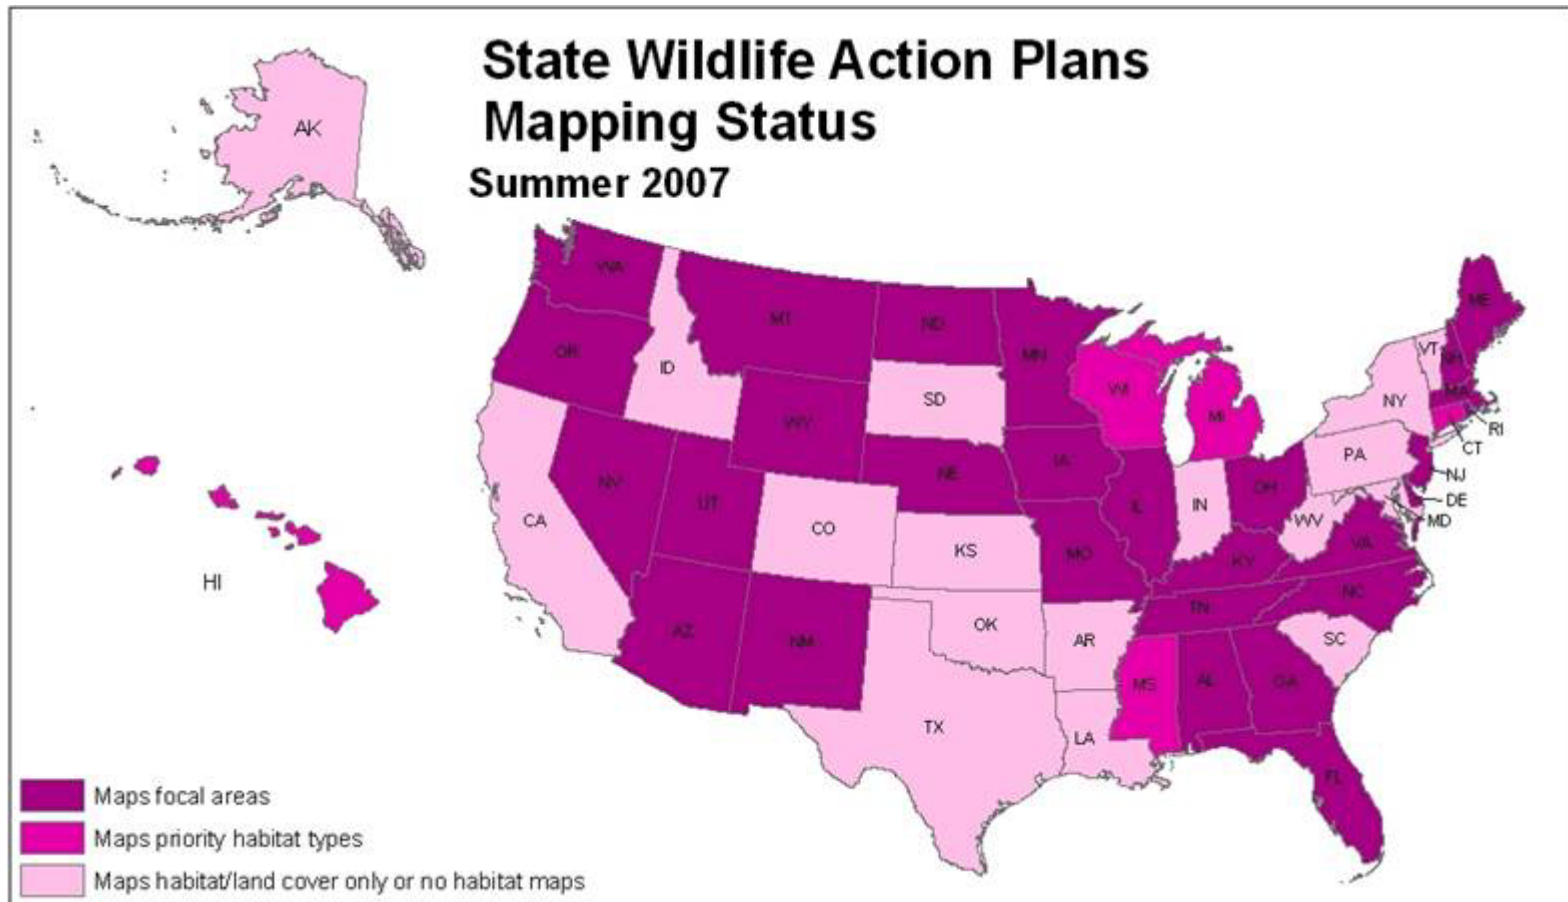 State Wildlife Action Plans
Mapping Status
Summer 2007
AK
WA
MT
ND
MN
ME
OR
ID
SD
WI
MI
VT
NH
NY
MA
RI
CT
WY
NE
IA
PA
NJ
NV
UT
CA
CO
KS
IL
IN
OH
WV
DE
MD
HI
MO
KY
VA
AZ
NM
OK
AR
TN
NC
SC
TX
LA
MS
AL
GA
FL
Maps focal areas
Maps priority habitat types
Maps habitat/land cover only or no habitat maps